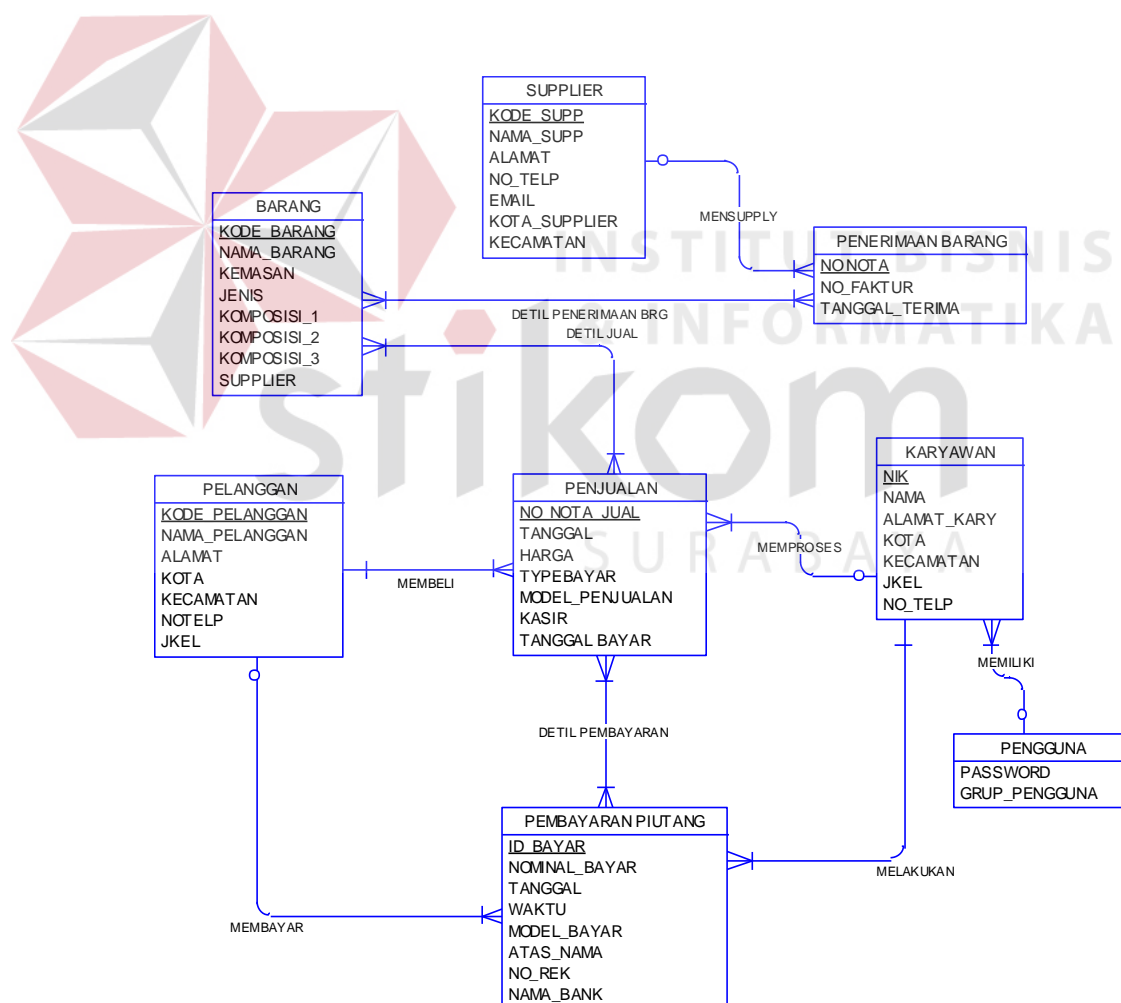 SUPPLIER
KODE_SUPP
NAMA_SUPP
ALAMAT
NO_TELP
EMAIL
KOTA_SUPPLIER
KECAMATAN
BARANG
KODE_BARANG
NAMA_BARANG
KEMASAN
JENIS
KOMPOSISI_1
KOMPOSISI_2
KOMPOSISI_3
SUPPLIER
MENSUPPLY
PENERIMAAN BARANG
NO NOTA
NO_FAKTUR
TANGGAL_TERIMA
DETIL PENERIMAAN BRG
DETIL JUAL
INSTITUT BISNIS
& INFORMATIKA
stikom
SURABAYA
PELANGGAN
KODE_PELANGGAN
NAMA_PELANGGAN
ALAMAT
KOTA
KECAMATAN
NOTELP
JKEL
MEMBELI
PENJUALAN
NO_NOTA_JUAL
TANGGAL
HARGA
TYPEBAYAR
MODEL_PENJUALAN
KASIR
TANGGAL BAYAR
MEMPROSES
KARYAWAN
NIK
NAMA
ALAMAT_KARY
KOTA
KECAMATAN
JKEL
NO_TELP
MEMILIKI
PENGGUNA
PASSWORD
GRUP_PENGGUNA
DETIL PEMBAYARAN
PEMBAYARAN PIUTANG
ID_BAYAR
NOMINAL_BAYAR
TANGGAL
WAKTU
MODEL_BAYAR
ATAS_NAMA
NO_REK
NAMA_BANK
MELAKUKAN
MEMBAYAR